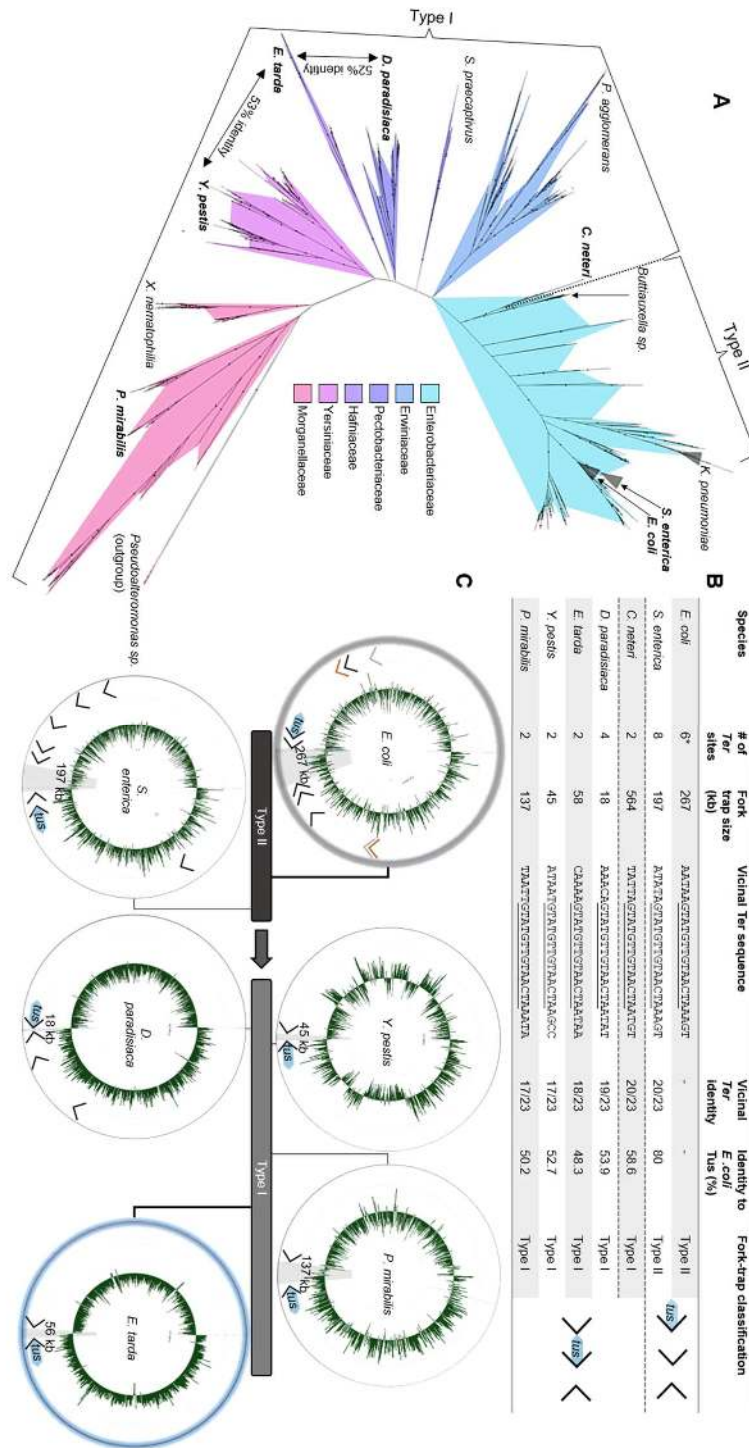 A
Type I
Type II
P. agglomerans
S. praecaptivus
D. paradisiaca
52% identity
E. tarda
53% identity
Y. pestis
X. nematophilia
P. mirabilis
Pseudoalteromonas sp.
(outgroup)
C. neteri
Buttiauxella sp.
K. pneumoniae
S. enterica
E. coli
Enterobacteriaceae
Erwiniaceae
Pectobacteriaceae
Hafniaceae
Yersiniaceae
Morganellaceae
B
Species # of Ter sites Fork trap size (kb) Vicinal Ter sequence Vicinal Ter identity Identity to E .coli Tus (%) Fork-trap classification
E. coli 6* 267 AATAAGTATGTTGTAACTAAAGT - - Type II
S. enterica 8 197 ATATAGTATGTTGTAACTAAAGT 20/23 80 Type II
C. neteri 2 564 TATTAGTATGTTGTAACTAATGT 20/23 58.6 Type I
D. paradisiaca 4 18 AAACAGTATGTTGTAACTAATAT 19/23 53.9 Type I
E. tarda 2 58 CAAAAGTATGTTGTAACTAATAA 18/23 48.3 Type I
Y. pestis 2 45 ATAATGTATGTTGTAACTAAGCC 17/23 52.7 Type I
P. mirabilis 2 137 TAATTGTATGTTGTAACTAAATA 17/23 50.2 Type I
tus
tus
C
E. coli
tus
267 kb
Y. pestis
45 kb
tus
P. mirabilis
137 kb
tus
Type II
Type I
S.
enterica
197 kb
tus
D.
paradisiaca
tus
18 kb
E. tarda
56 kb
tus